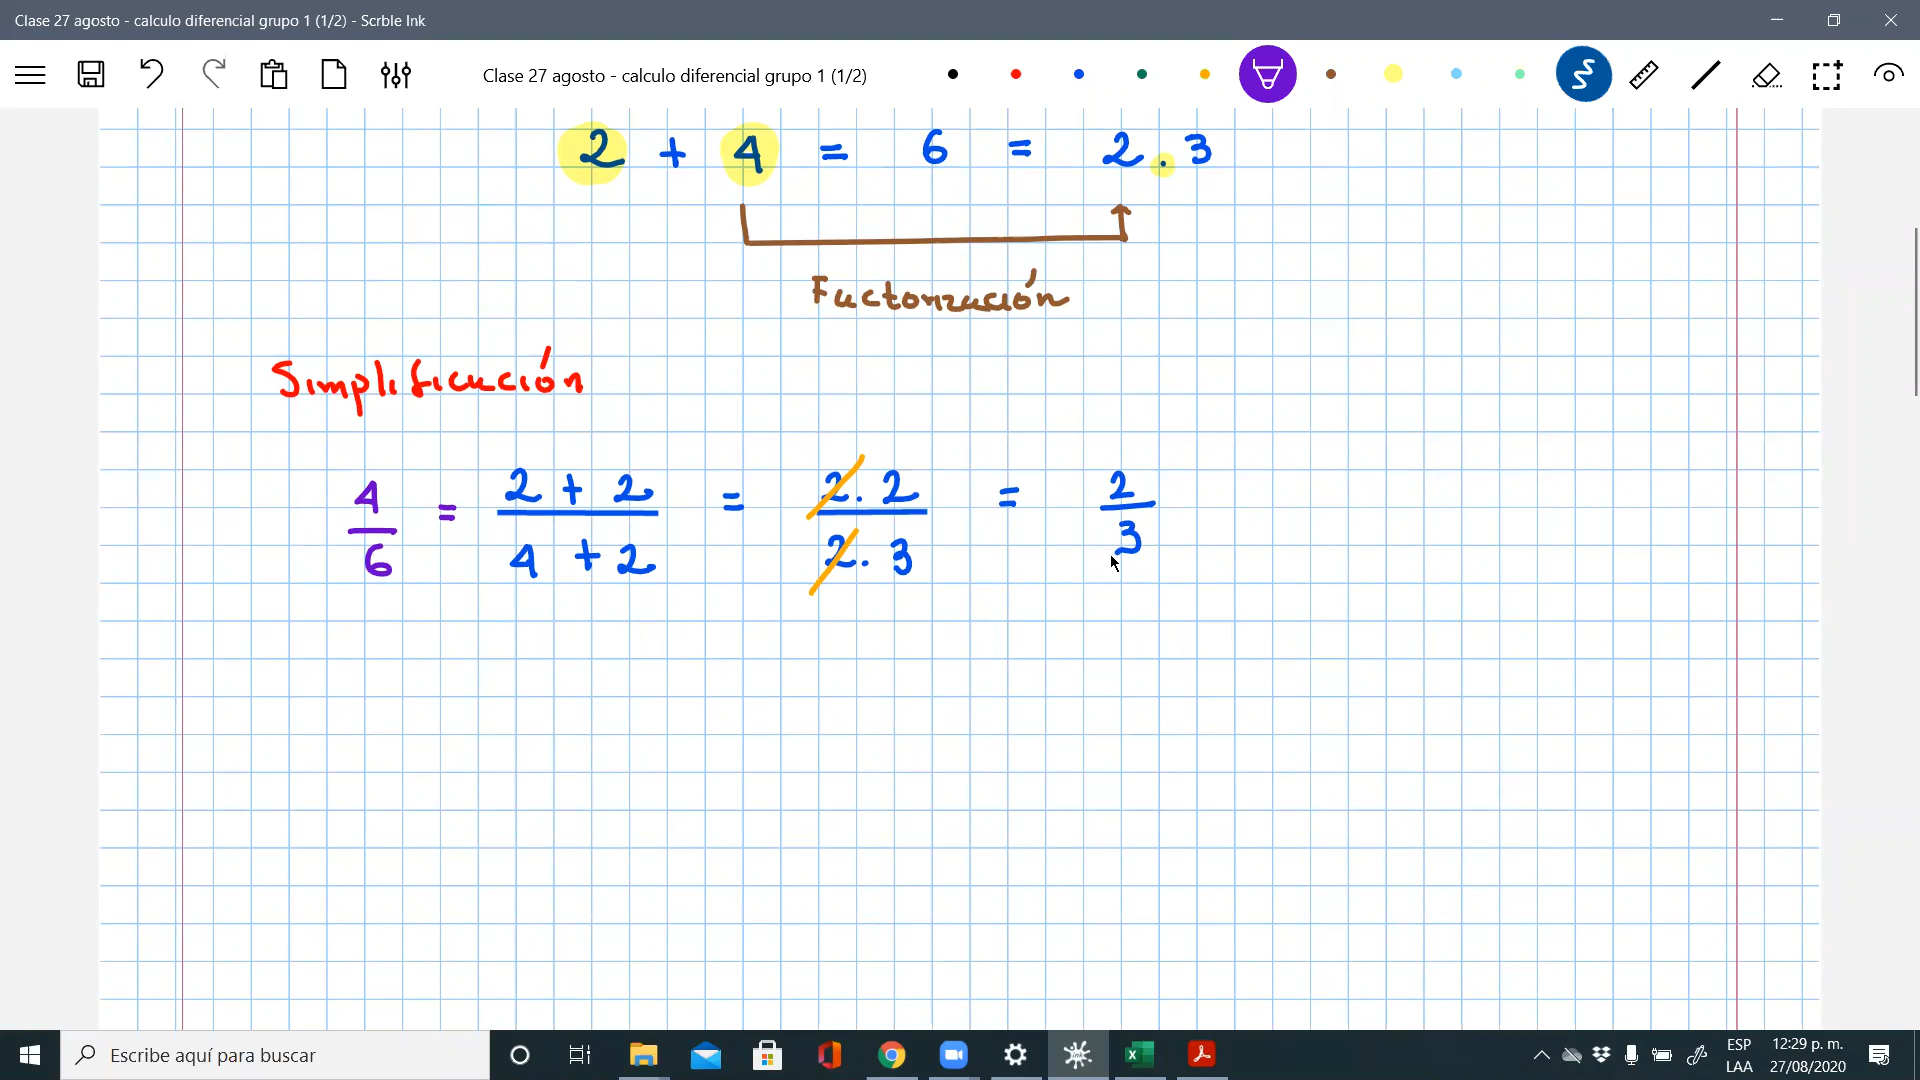 Clase 27 agosto - calculo diferencial grupo 1 (1/2) - Scrble Ink
Clase 27 agosto - calculo diferencial grupo 1 (1/2)
2 + 4 = 6 = 2 . 3
Factorización
Simplificación
4/6 = (2 + 2)/(4 + 2) = (2 . 2)/(2 . 3) = 2/3
Escribe aquí para buscar
ESP
LAA
12:29 p. m.
27/08/2020